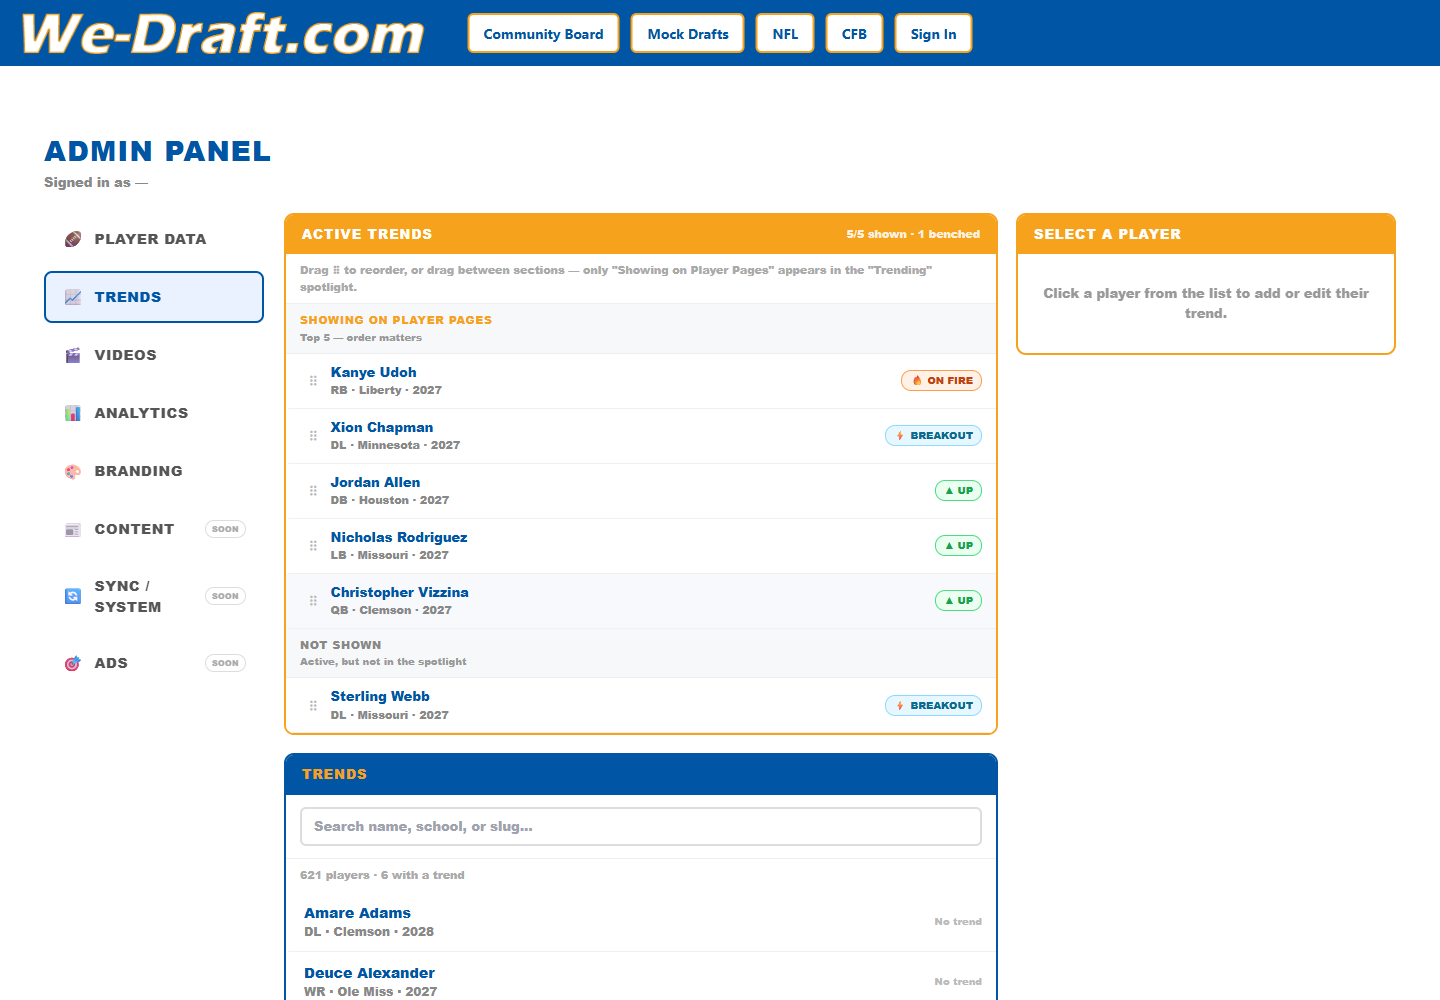 We-Draft.com
Community Board
Mock Drafts
NFL
CFB
Sign In
ADMIN PANEL
Signed in as —
PLAYER DATA
TRENDS
VIDEOS
ANALYTICS
BRANDING
CONTENT SOON
SYNC /
SYSTEM SOON
ADS SOON
ACTIVE TRENDS 5/5 shown · 1 benched
Drag ⠿ to reorder, or drag between sections — only "Showing on Player Pages" appears in the "Trending"
spotlight.
SHOWING ON PLAYER PAGES
Top 5 — order matters
Kanye Udoh
RB · Liberty · 2027
🔥 ON FIRE
Xion Chapman
DL · Minnesota · 2027
⚡ BREAKOUT
Jordan Allen
DB · Houston · 2027
▲ UP
Nicholas Rodriguez
LB · Missouri · 2027
▲ UP
Christopher Vizzina
QB · Clemson · 2027
▲ UP
NOT SHOWN
Active, but not in the spotlight
Sterling Webb
DL · Missouri · 2027
⚡ BREAKOUT
TRENDS
Search name, school, or slug...
621 players · 6 with a trend
Amare Adams
DL · Clemson · 2028
No trend
Deuce Alexander
WR · Ole Miss · 2027
No trend
SELECT A PLAYER
Click a player from the list to add or edit their
trend.